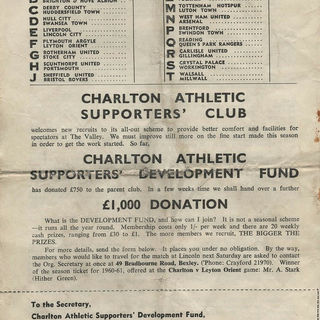 BRIGHTON & HOVE ALBION
C DERBY COUNTY
HUDDERSFIELD TOWN
D HULL CITY
SWANSEA TOWN
E LIVERPOOL
LINCOLN CITY
F PLYMOUTH ARGYLE
LEYTON ORIENT
G ROTHERHAM UNITED
STOKE CITY
H SCUNTHORPE UNITED
PORTSMOUTH
J SHEFFIELD UNITED
BRISTOL ROVERS
TOTTENHAM HOTSPUR
LUTON TOWN
WEST HAM UNITED
ARSENAL
BRENTFORD
SWINDON TOWN
READING
QUEEN'S PARK RANGERS
CARLISLE UNITED
GILLINGHAM
CRYSTAL PALACE
WORKINGTON
T WALSALL
MILLWALL
CHARLTON ATHLETIC
SUPPORTERS' CLUB
welcomes new recruits to its all-out scheme to provide better comfort and facilities for
spectators at The Valley. We must improve still more on the fine start made this season
in order to get the work started. So far,
CHARLTON ATHLETIC
SUPPORTERS' DEVELOPMENT FUND
has donated £750 to the parent club. In a few weeks time we shall hand over a further
£1,000 DONATION
What is the DEVELOPMENT FUND, and how can I join? It is not a seasonal scheme
—it runs all the year round. Membership costs only 1/- per week and there are 20 weekly
cash prizes, ranging from £30 to £1. The more members we recruit, THE BIGGER THE
PRIZES.
For more details, send the form below. It places you under no obligation. By the way,
members who would like to travel for the match at Lincoln next Saturday are asked to contact
the Org. Secretary at once at 49 Bradbourne Road, Bexley. ('Phone: Crayford 21970). Winner
of the season ticket for 1960-61, offered at the Charlton v Leyton Orient game: Mr. A. Stark
(Hither Green).
To the Secretary,
Charlton Athletic Supporters' Development Fund,